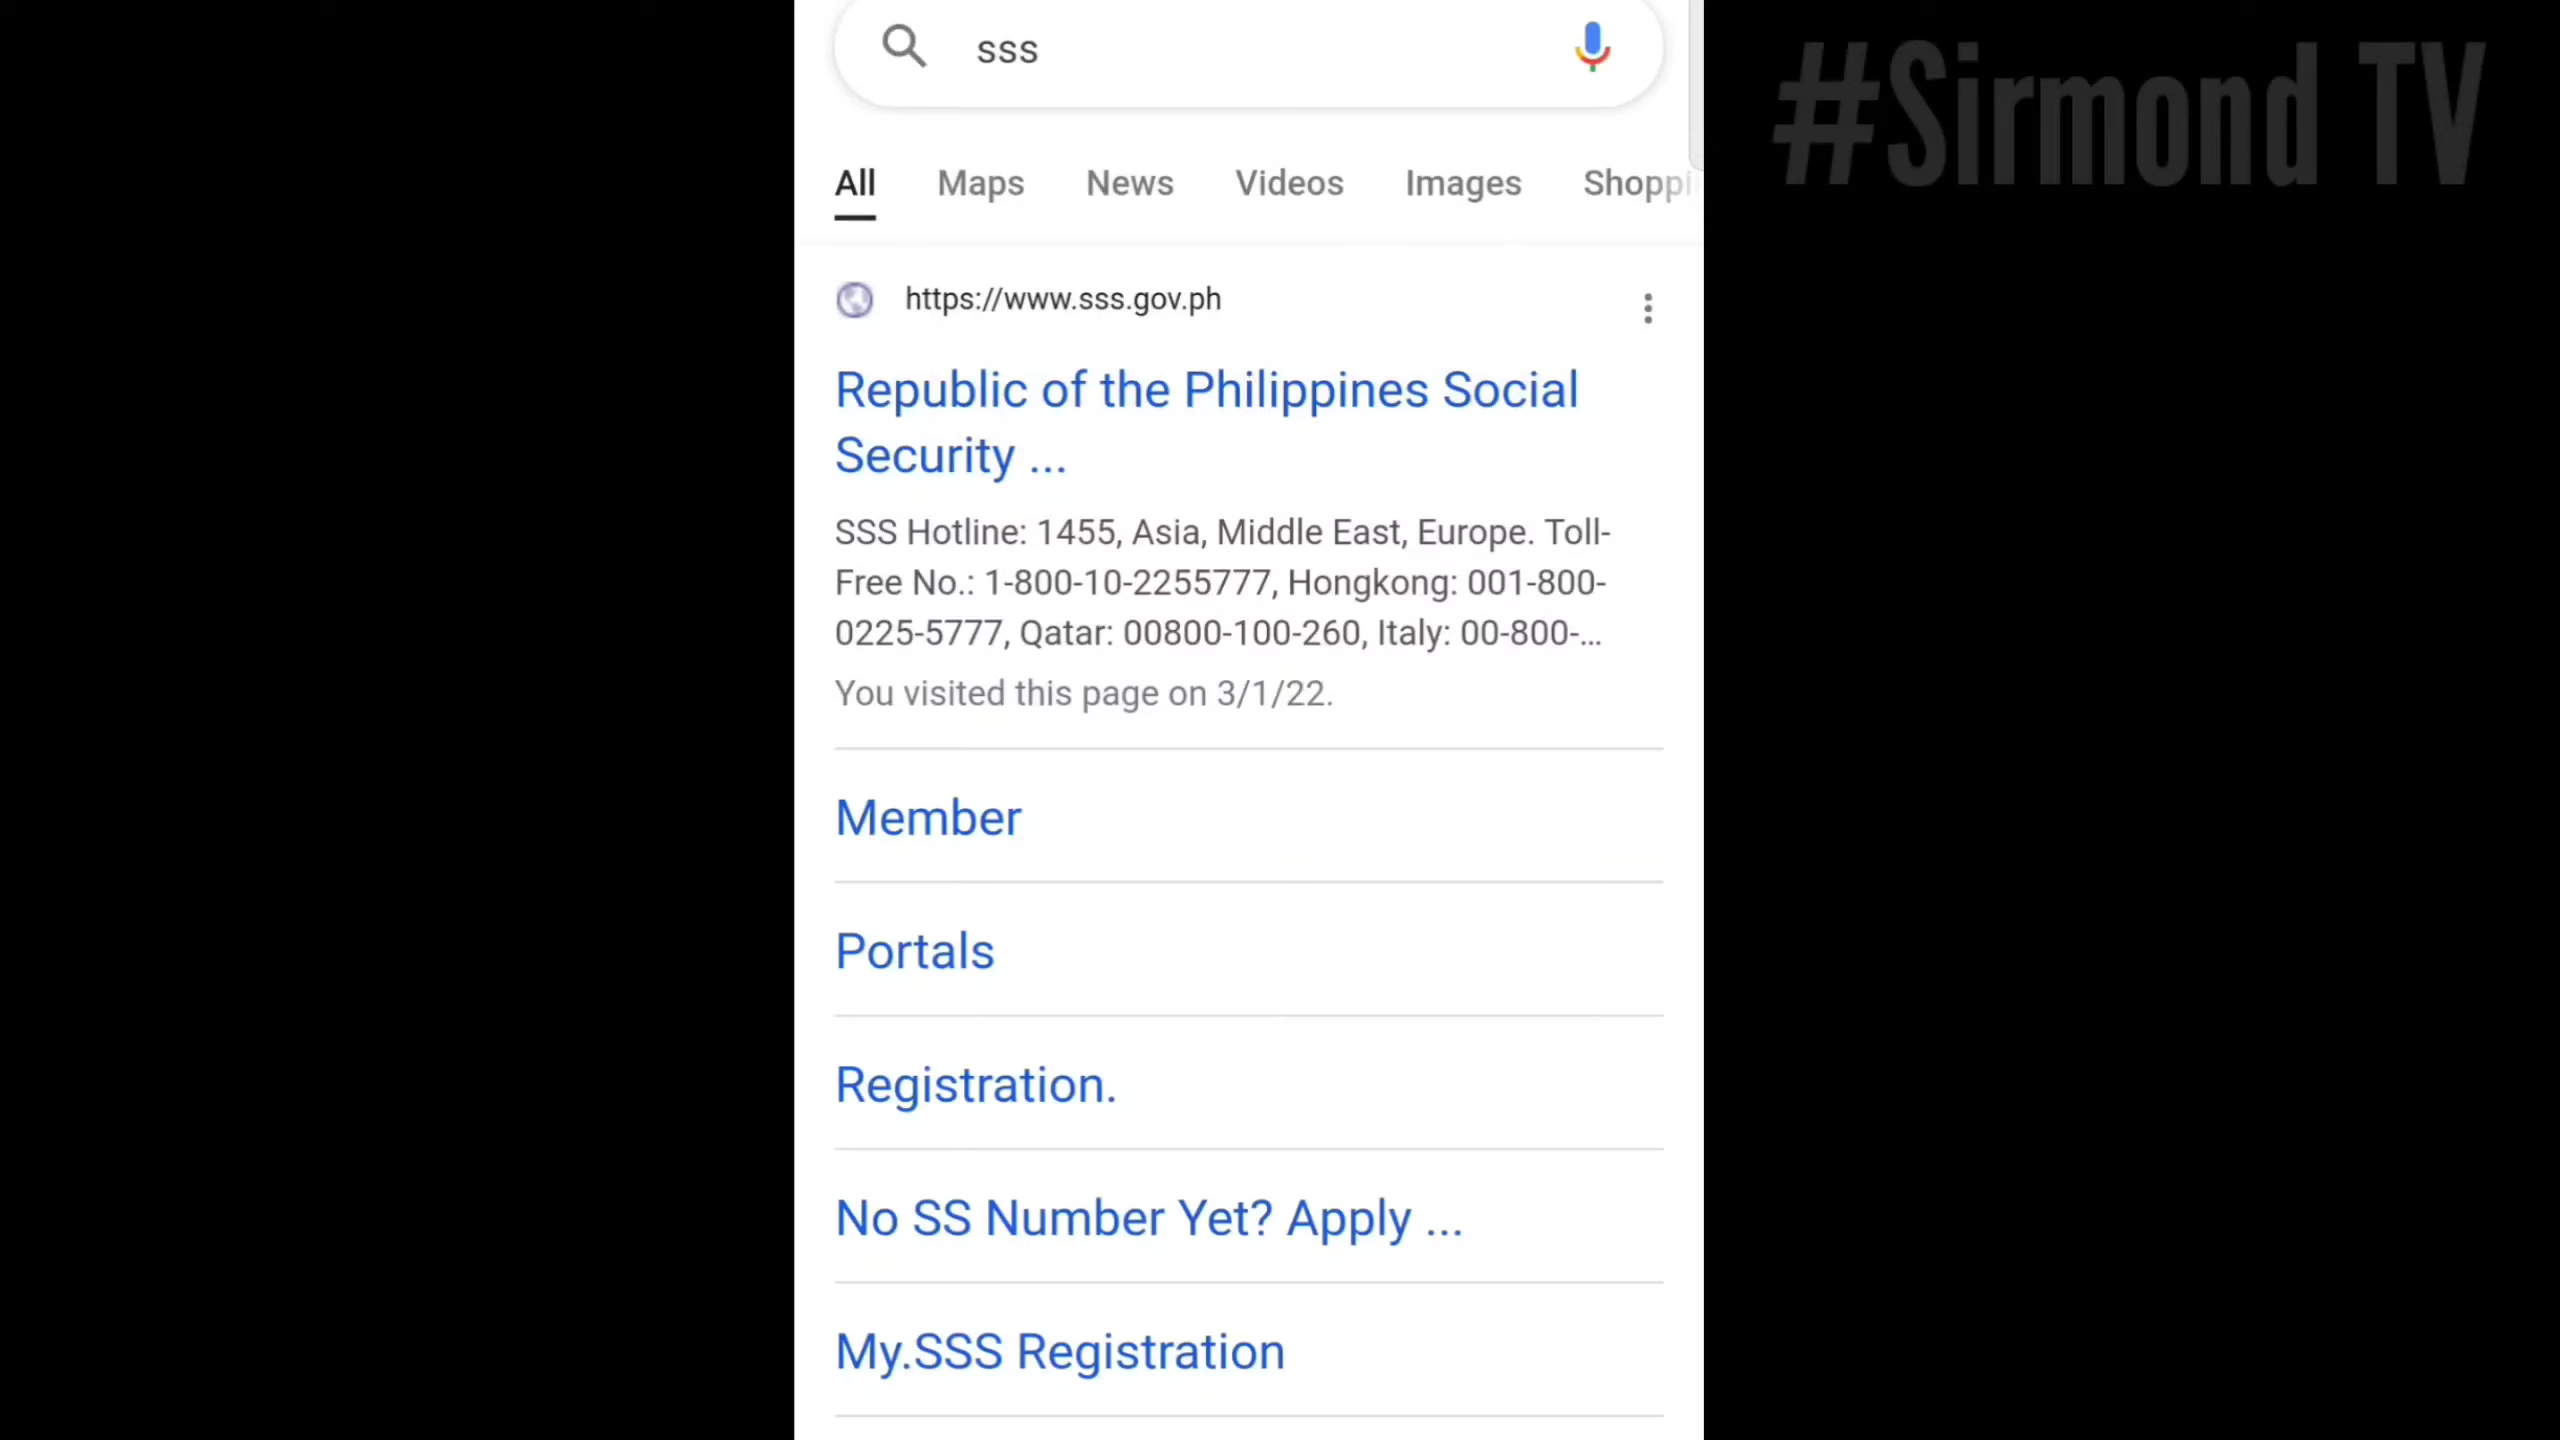 sss
#Sirmond TV
All Maps News Videos Images Shoppi
https://www.sss.gov.ph
Republic of the Philippines Social
Security ...
SSS Hotline: 1455, Asia, Middle East, Europe. Toll-
Free No.: 1-800-10-2255777, Hongkong: 001-800-
0225-5777, Qatar: 00800-100-260, Italy: 00-800-...
You visited this page on 3/1/22.
Member
Portals
Registration.
No SS Number Yet? Apply ...
My.SSS Registration